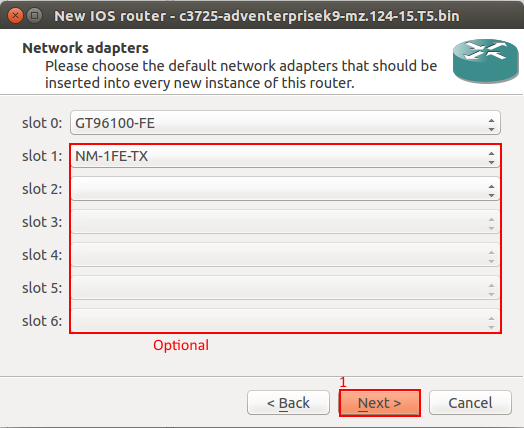 New IOS router - c3725-adventerprisek9-mz.124-15.T5.bin
Network adapters
Please choose the default network adapters that should be
inserted into every new instance of this router.
slot 0: GT96100-FE
slot 1: NM-1FE-TX
slot 2:
slot 3:
slot 4:
slot 5:
slot 6:
Optional
1
< Back Next > Cancel